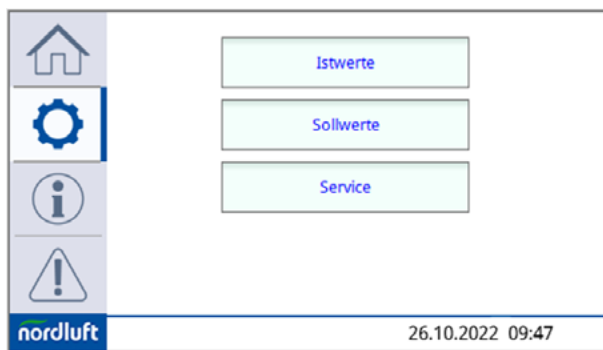 Istwerte
Sollwerte
Service
nordluft
26.10.2022 09:47